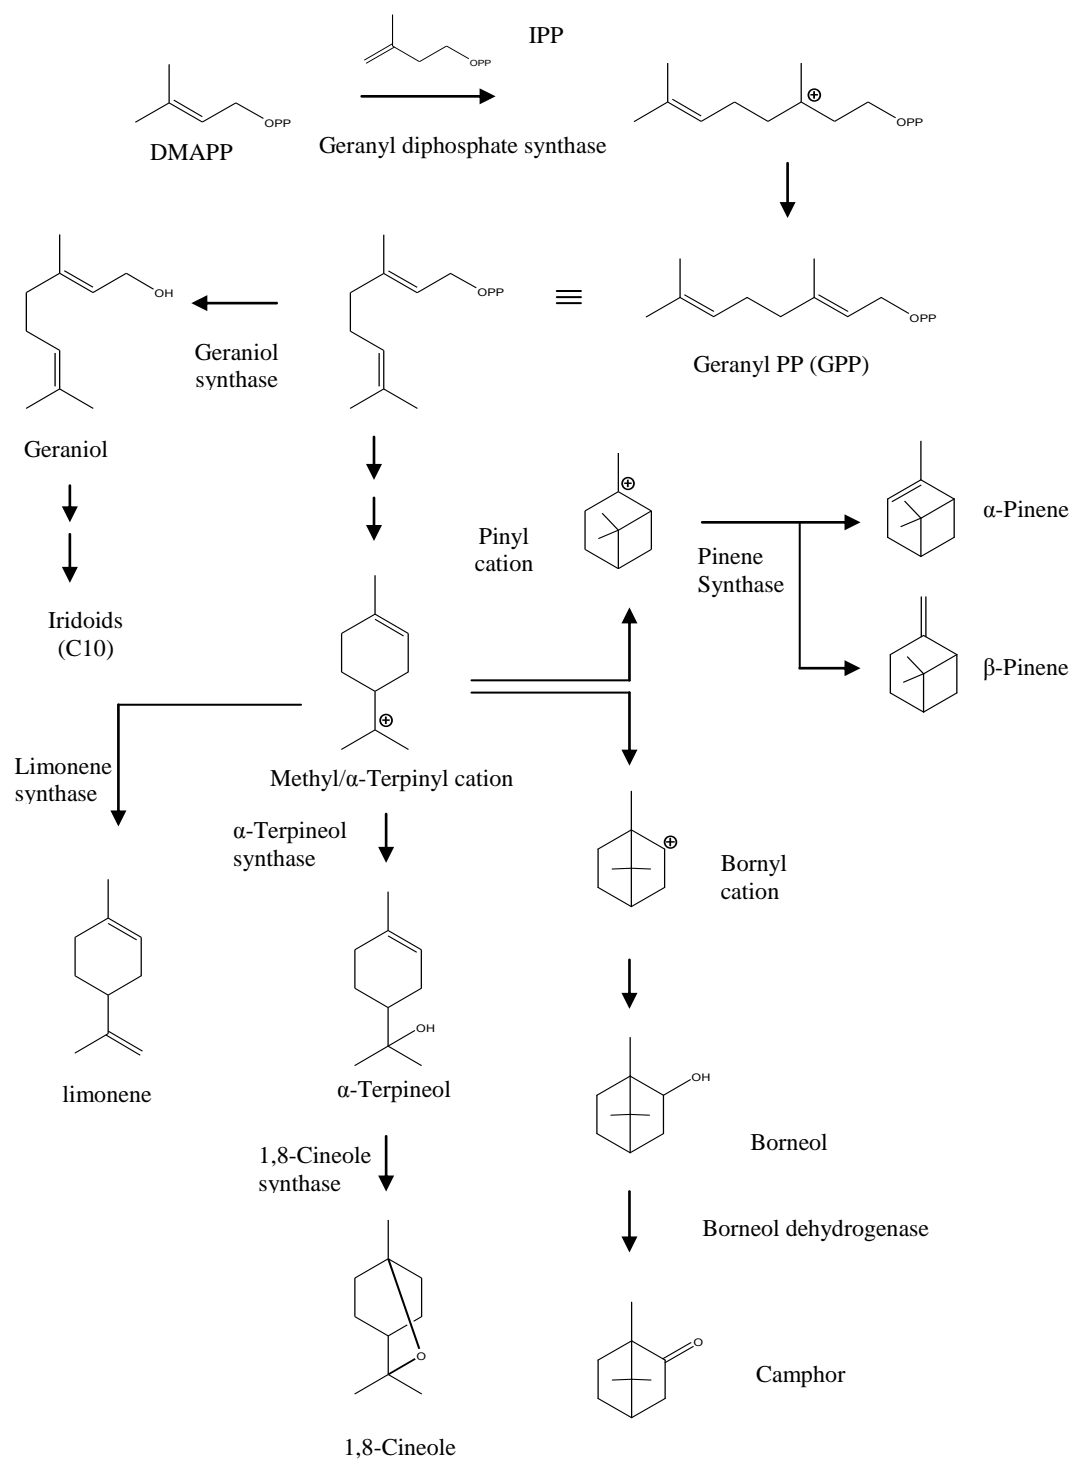 IPP
OPP
OPP
DMAPP
Geranyl diphosphate synthase
OPP
OH
OPP
OPP
Geraniol
synthase
Geranyl PP (GPP)
Geraniol
Iridoids
(C10)
Pinyl
cation
Pinene
Synthase
α-Pinene
β-Pinene
Limonene
synthase
Methyl/α-Terpinyl cation
α-Terpineol
synthase
Bornyl
cation
limonene
OH
α-Terpineol
OH
Borneol
1,8-Cineole
synthase
Borneol dehydrogenase
O
O
Camphor
1,8-Cineole